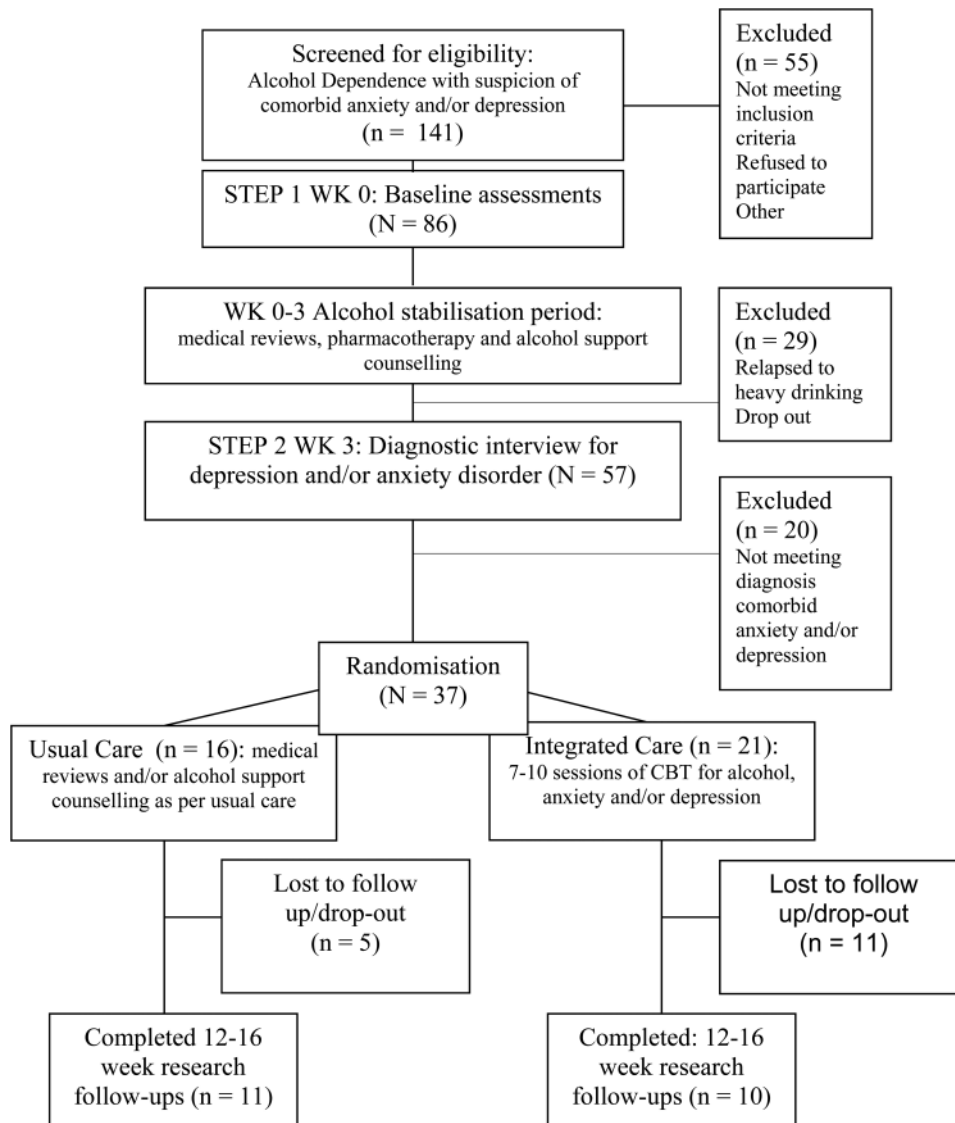 Screened for eligibility:
Alcohol Dependence with suspicion of
comorbid anxiety and/or depression
(n = 141)
Excluded
(n = 55)
Not meeting
inclusion
criteria
Refused to
participate
Other
STEP 1 WK 0: Baseline assessments
(N = 86)
WK 0-3 Alcohol stabilisation period:
medical reviews, pharmacotherapy and alcohol support
counselling
Excluded
(n = 29)
Relapsed to
heavy drinking
Drop out
STEP 2 WK 3: Diagnostic interview for
depression and/or anxiety disorder (N = 57)
Excluded
(n = 20)
Not meeting
diagnosis
comorbid
anxiety and/or
depression
Randomisation
(N = 37)
Usual Care (n = 16): medical
reviews and/or alcohol support
counselling as per usual care
Integrated Care (n = 21):
7-10 sessions of CBT for alcohol,
anxiety and/or depression
Lost to follow
up/drop-out
(n = 5)
Lost to follow
up/drop-out
(n = 11)
Completed 12-16
week research
follow-ups (n = 11)
Completed: 12-16
week research
follow-ups (n = 10)